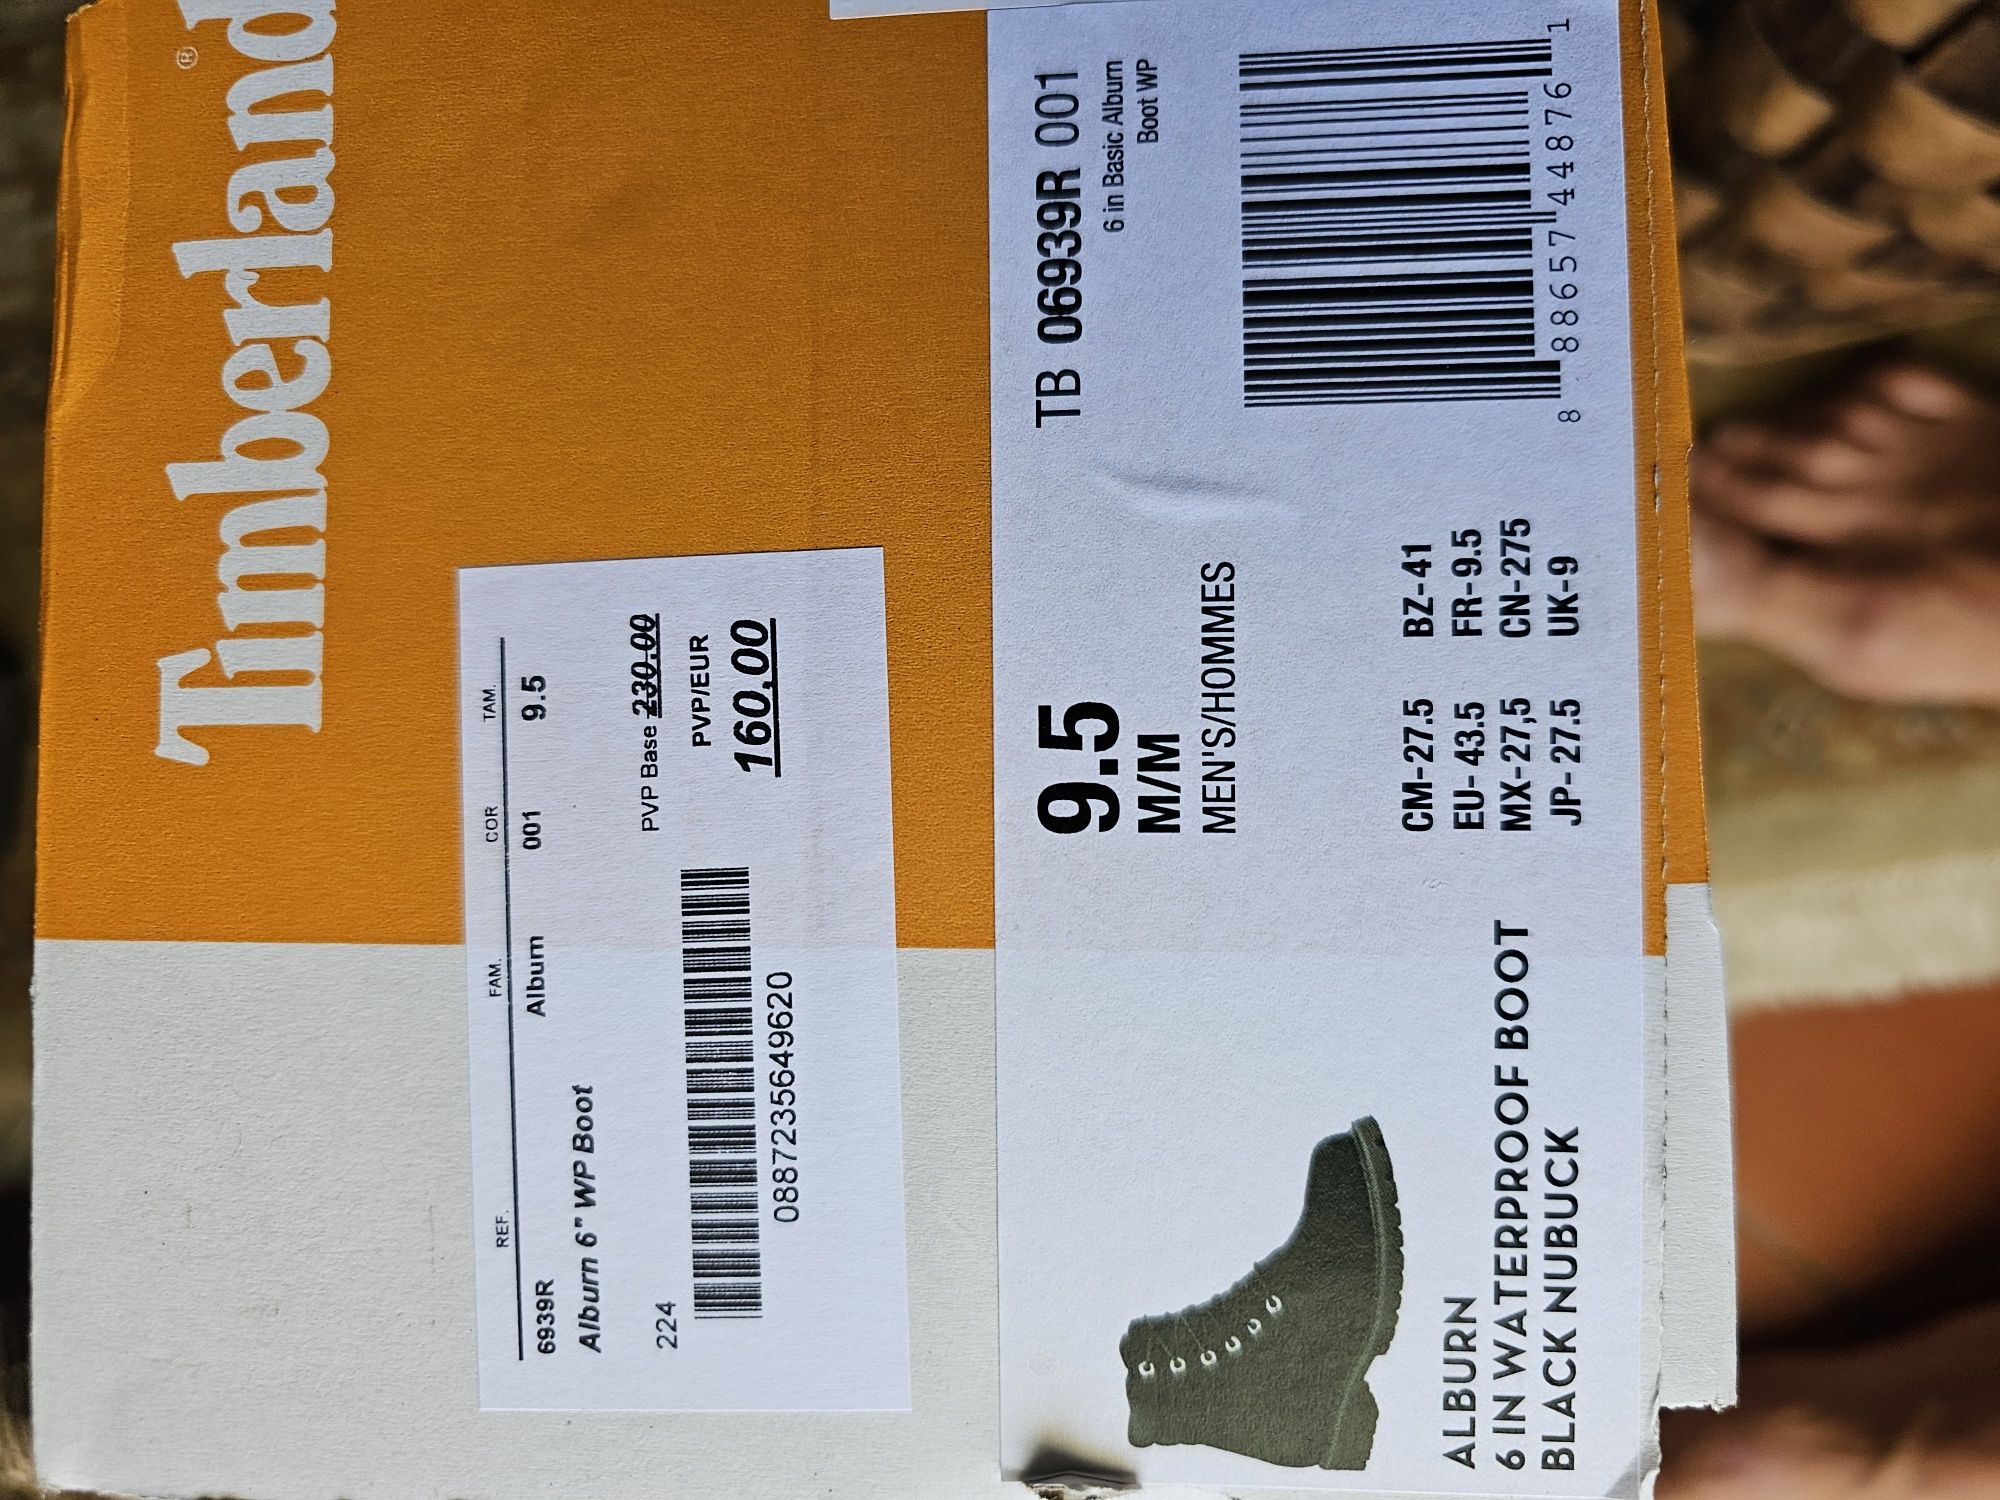 Timberland®
REF. FAM. COR TAM.
6939R Album 001 9.5
Alburn 6" WP Boot
PVP Base 230.00
224
PVP/EUR
160,00
0887235649620
9.5
M/M
MEN'S/HOMMES
TB 06939R 001
6 in Basic Album
Boot WP
CM-27.5 BZ-41
EU-43.5 FR-9.5
MX-27,5 CN-275
JP-27.5 UK-9
8 88657 44876 1
ALBURN
6 IN WATERPROOF BOOT
BLACK NUBUCK